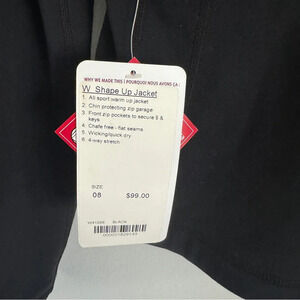 WHY WE MADE THIS | POURQUOI NOUS AVONS ÇA :
W Shape Up Jacket
1. All sport warm up jacket
2. Chin protecting zip garage
3. Front zip pockets to secure $ &
keys
4. Chafe free - flat seams
5. Wicking/quick dry
6. 4-way stretch
SIZE
08
$99.00
BLACK